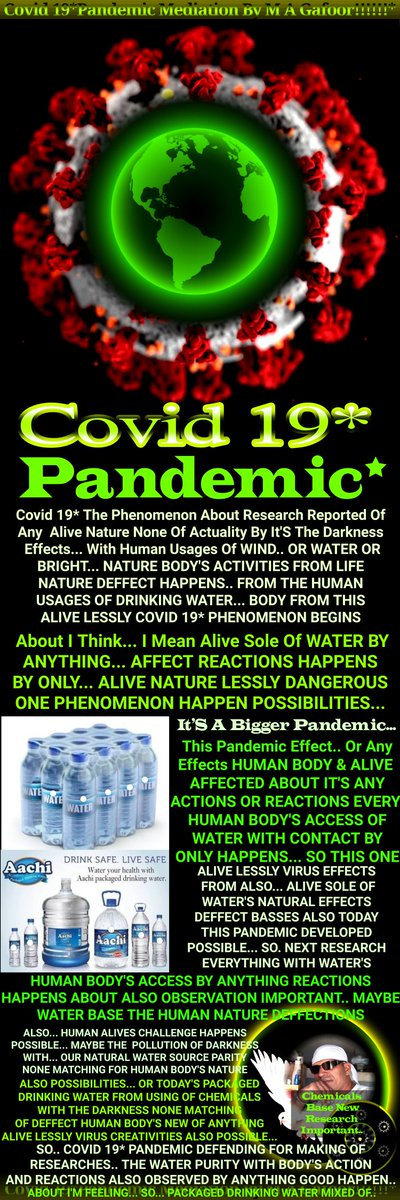 Covid 19*Pandemic Mediation By M A Gafoor!!!!!!*
Covid 19*
Pandemic*
Covid 19* The Phenomenon About Research Reported Of
Any Alive Nature None Of Actuality By It'S The Darkness
Effects... With Human Usages Of WIND.. OR WATER OR
BRIGHT... NATURE BODY'S ACTIVITIES FROM LIFE
NATURE DEFFECT HAPPENS.. FROM THE HUMAN
USAGES OF DRINKING WATER... BODY FROM THIS
ALIVE LESSLY COVID 19* PHENOMENON BEGINS
About I Think... I Mean Alive Sole Of WATER BY
ANYTHING... AFFECT REACTIONS HAPPENS
BY ONLY... ALIVE NATURE LESSLY DANGEROUS
ONE PHENOMENON HAPPEN POSSIBILITIES...
It'S A Bigger Pandemic...
This Pandemic Effect.. Or Any
Effects HUMAN BODY & ALIVE
AFFECTED ABOUT IT'S ANY
ACTIONS OR REACTIONS EVERY
HUMAN BODY'S ACCESS OF
WATER WITH CONTACT BY
ONLY HAPPENS... SO THIS ONE
ALIVE LESSLY VIRUS EFFECTS
FROM ALSO... ALIVE SOLE OF
WATER'S NATURAL EFFECTS
DEFFECT BASSES ALSO TODAY
THIS PANDEMIC DEVELOPED
POSSIBLE... SO. NEXT RESEARCH
EVERYTHING WITH WATER'S
WATER
WATER
WATER
Aachi
DRINK SAFE. LIVE SAFE
Water your health with
Aachi packaged drinking water.
Aachi
Aachi
HUMAN BODY'S ACCESS BY ANYTHING REACTIONS
HAPPENS ABOUT ALSO OBSERVATION IMPORTANT.. MAYBE
WATER BASE THE HUMAN NATURE DEFFECTIONS
ALSO... HUMAN ALIVES CHALLENGE HAPPENS
POSSIBLE... MAYBE THE POLLUTION OF DARKNESS
WITH... OUR NATURAL WATER SOURCE PARITY
NONE MATCHING FOR HUMAN BODY'S NATURE
ALSO POSSIBILITIES... OR TODAY'S PACKAGED
DRINKING WATER FROM USING OF CHEMICALS
WITH THE DARKNESS NONE MATCHING
OF DEFFECT HUMAN BODY'S NEW OF ANYTHING
ALIVE LESSLY VIRUS CREATIVITIES ALSO POSSIBLE...
Chemicals
Base New
Research
Important..
SO.. COVID 19* PANDEMIC DEFENDING FOR MAKING OF
RESEARCHES.. THE WATER PURITY WITH BODY'S ACTION
AND REACTIONS ALSO OBSERVED BY ANYTHING GOOD HAPPEN..
ABOUT I'M FEELING... SO... PACKAGED DRINKING WATER MIXED OF..